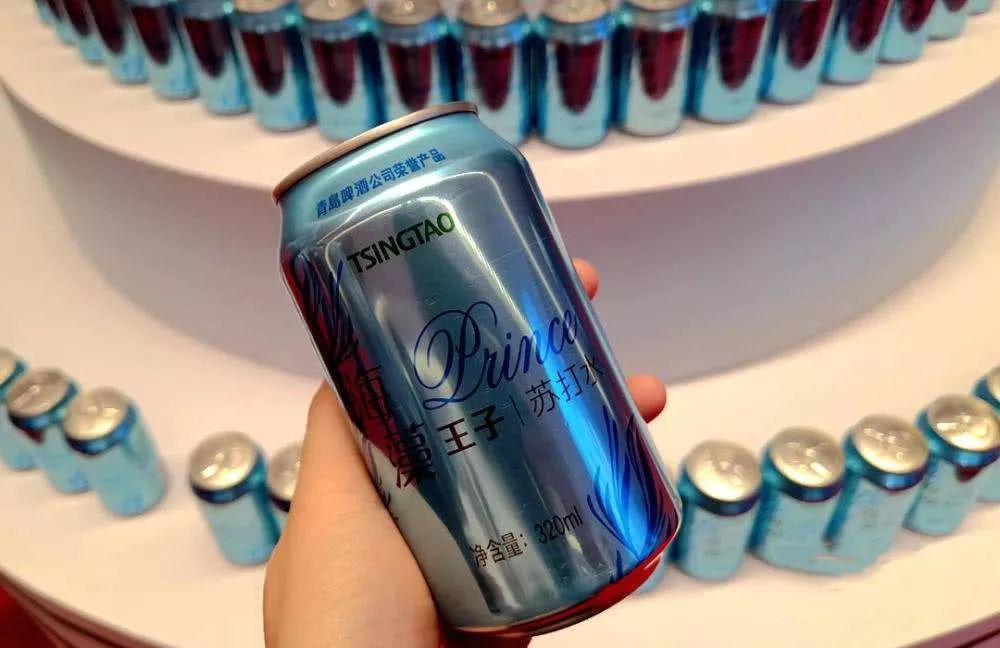 青島啤酒公司荣誉产品
TSINGTAO
Prince
王子|苏打水
海藻
净含量：320ml